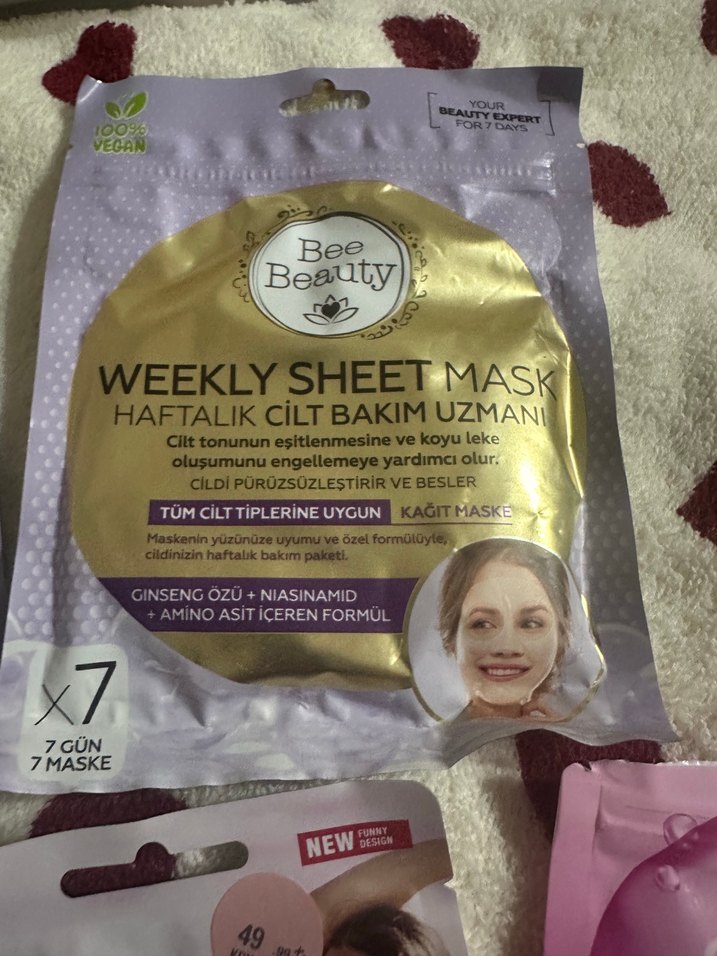 100%
VEGAN
YOUR
BEAUTY EXPERT
FOR 7 DAYS
Bee
Beauty
WEEKLY SHEET MASK
HAFTALIK CİLT BAKIM UZMANI
Cilt tonunun eşitlenmesine ve koyu leke
oluşumunu engellemeye yardımcı olur.
CİLDİ PÜRÜZSÜZLEŞTİRİR VE BESLER
TÜM CİLT TİPLERİNE UYGUN KAĞIT MASKE
Maskenin yüzünüze uyumu ve özel formülüyle,
cildinizin haftalık bakım paketi.
GINSENG ÖZÜ + NIASINAMID
+ AMİNO ASİT İÇEREN FORMÜL
x7
7 GÜN
7 MASKE
NEW FUNNY
DESIGN
49